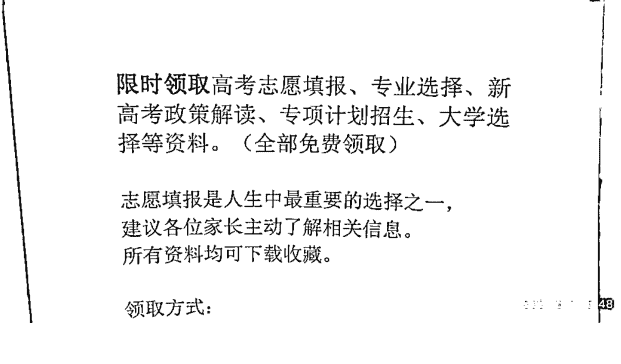 限时领取高考志愿填报、专业选择、新
高考政策解读、专项计划招生、大学选
择等资料。（全部免费领取）
志愿填报是人生中最重要的选择之一，
建议各位家长主动了解相关信息。
所有资料均可下载收藏。
领取方式：
48